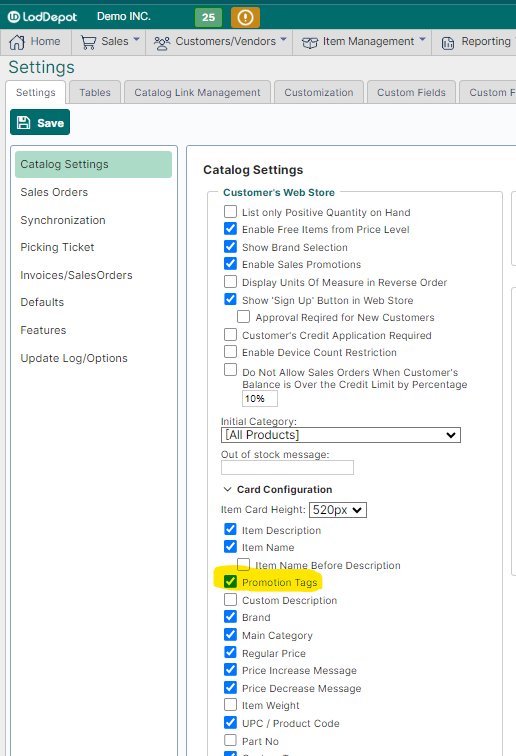 LodDepot
Demo INC.
25
Home
Sales
Customers/Vendors
Item Management
Reporting
Settings
Settings
Tables
Catalog Link Management
Customization
Custom Fields
Custom F
Save
Catalog Settings
Sales Orders
Synchronization
Picking Ticket
Invoices/SalesOrders
Defaults
Features
Update Log/Options
Catalog Settings
Customer's Web Store
List only Positive Quantity on Hand
Enable Free Items from Price Level
Show Brand Selection
Enable Sales Promotions
Display Units Of Measure in Reverse Order
Show 'Sign Up' Button in Web Store
Approval Reqired for New Customers
Customer's Credit Application Required
Enable Device Count Restriction
Do Not Allow Sales Orders When Customer's
Balance is Over the Credit Limit by Percentage
10%
Initial Category:
[All Products]
Out of stock message:
Card Configuration
Item Card Height: 520px
Item Description
Item Name
Item Name Before Description
Promotion Tags
Custom Description
Brand
Main Category
Regular Price
Price Increase Message
Price Decrease Message
Item Weight
UPC / Product Code
Part No